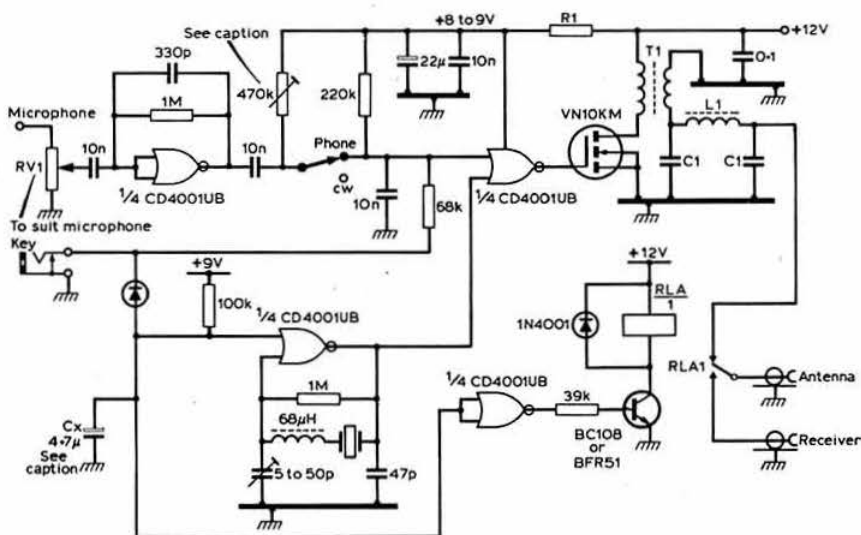 +8 to 9V
R1
+12V
330p
See caption
22μ
10n
T1
0·1
1M
470k
220k
VN10KM
L1
Microphone
10n
10n
Phone
RV1
C1
C1
¼ CD4001UB
cw
10n
68k
¼ CD4001UB
To suit microphone
Key
+9V
+12V
100k
¼ CD4001UB
RLA
1
1N4001
RLA1
Antenna
1M
¼ CD4001UB
39k
68μH
Cx
4·7μ
See
caption
5 to 50p
47p
BC108
or
BFR51
Receiver